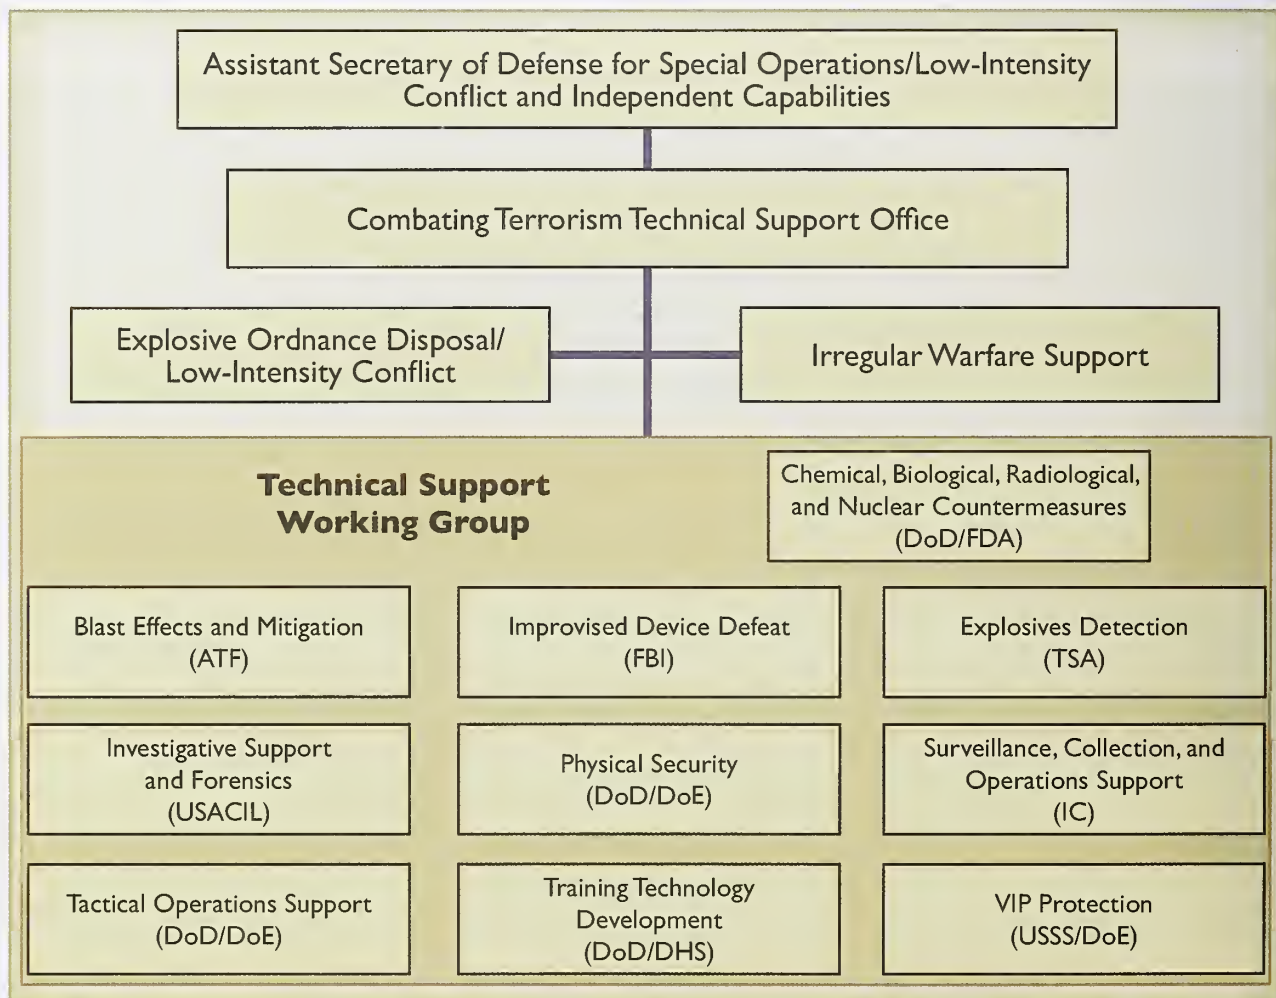 Assistant Secretary of Defense for Special Operations/Low-Intensity
Conflict and Independent Capabilities
Combating Terrorism Technical Support Office
Explosive Ordnance Disposal/
Low-Intensity Conflict
Irregular Warfare Support
Technical Support
Working Group
Chemical, Biological, Radiological,
and Nuclear Countermeasures
(DoD/FDA)
Blast Effects and Mitigation
(ATF)
Improvised Device Defeat
(FBI)
Explosives Detection
(TSA)
Investigative Support
and Forensics
(USACIL)
Physical Security
(DoD/DoE)
Surveillance, Collection, and
Operations Support
(IC)
Tactical Operations Support
(DoD/DoE)
Training Technology
Development
(DoD/DHS)
VIP Protection
(USSS/DoE)